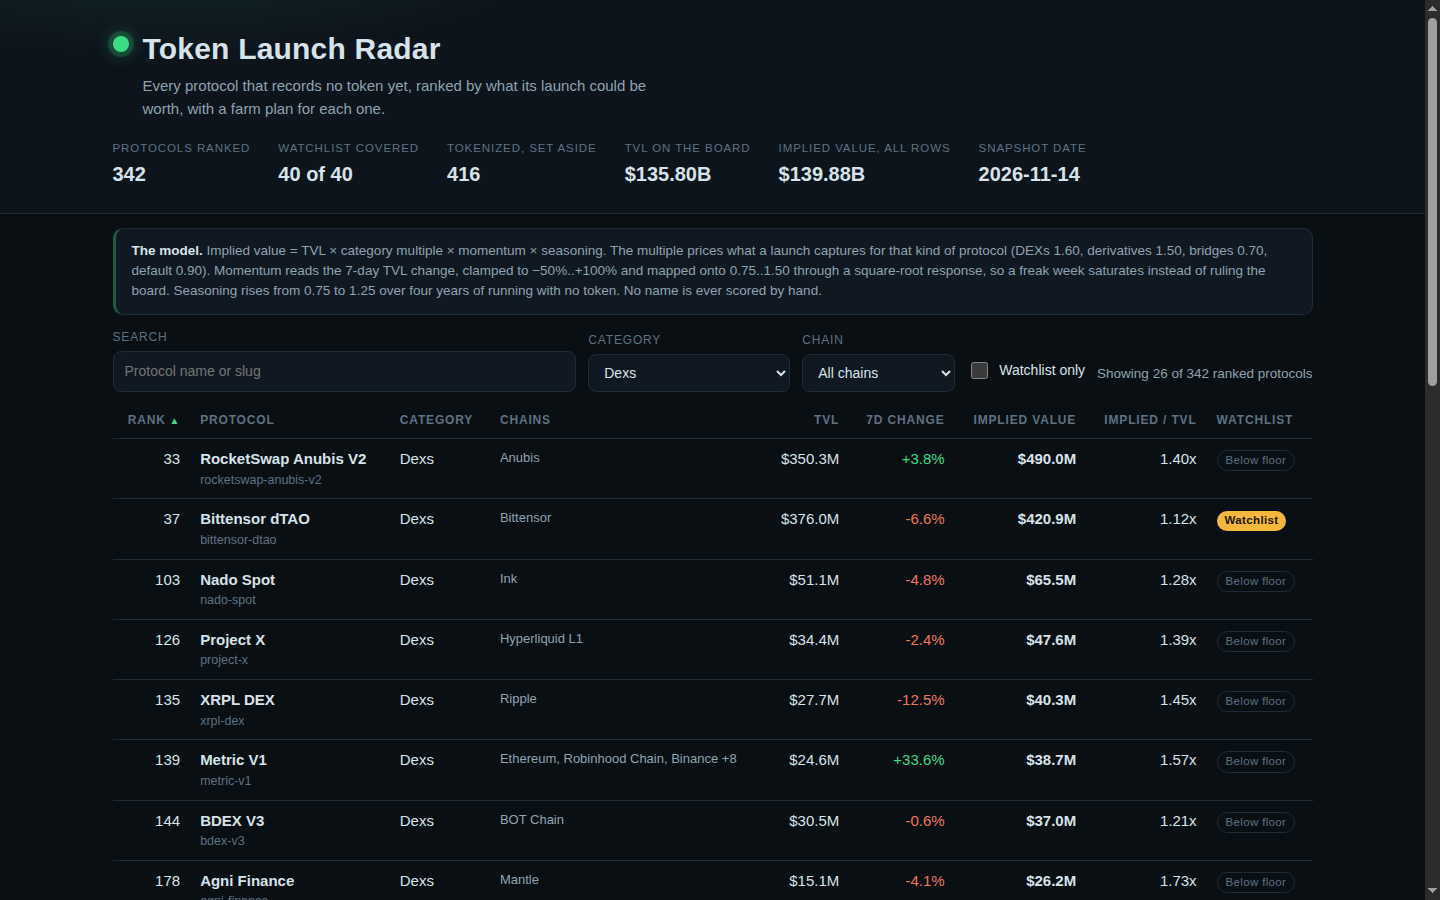 Token Launch Radar
Every protocol that records no token yet, ranked by what its launch could be
worth, with a farm plan for each one.
PROTOCOLS RANKED WATCHLIST COVERED TOKENIZED, SET ASIDE TVL ON THE BOARD IMPLIED VALUE, ALL ROWS SNAPSHOT DATE
342 40 of 40 416 $135.80B $139.88B 2026-11-14
The model. Implied value = TVL × category multiple × momentum × seasoning. The multiple prices what a launch captures for that kind of protocol (DEXs 1.60, derivatives 1.50, bridges 0.70,
default 0.90). Momentum reads the 7-day TVL change, clamped to −50%..+100% and mapped onto 0.75..1.50 through a square-root response, so a freak week saturates instead of ruling the
board. Seasoning rises from 0.75 to 1.25 over four years of running with no token. No name is ever scored by hand.
SEARCH CATEGORY CHAIN
Protocol name or slug Dexs All chains Watchlist only Showing 26 of 342 ranked protocols
RANK ▲ PROTOCOL CATEGORY CHAINS TVL 7D CHANGE IMPLIED VALUE IMPLIED / TVL WATCHLIST
33 RocketSwap Anubis V2 Dexs Anubis $350.3M +3.8% $490.0M 1.40x Below floor
rocketswap-anubis-v2
37 Bittensor dTAO Dexs Bittensor $376.0M -6.6% $420.9M 1.12x Watchlist
bittensor-dtao
103 Nado Spot Dexs Ink $51.1M -4.8% $65.5M 1.28x Below floor
nado-spot
126 Project X Dexs Hyperliquid L1 $34.4M -2.4% $47.6M 1.39x Below floor
project-x
135 XRPL DEX Dexs Ripple $27.7M -12.5% $40.3M 1.45x Below floor
xrpl-dex
139 Metric V1 Dexs Ethereum, Robinhood Chain, Binance +8 $24.6M +33.6% $38.7M 1.57x Below floor
metric-v1
144 BDEX V3 Dexs BOT Chain $30.5M -0.6% $37.0M 1.21x Below floor
bdex-v3
178 Agni Finance Dexs Mantle $15.1M -4.1% $26.2M 1.73x Below floor